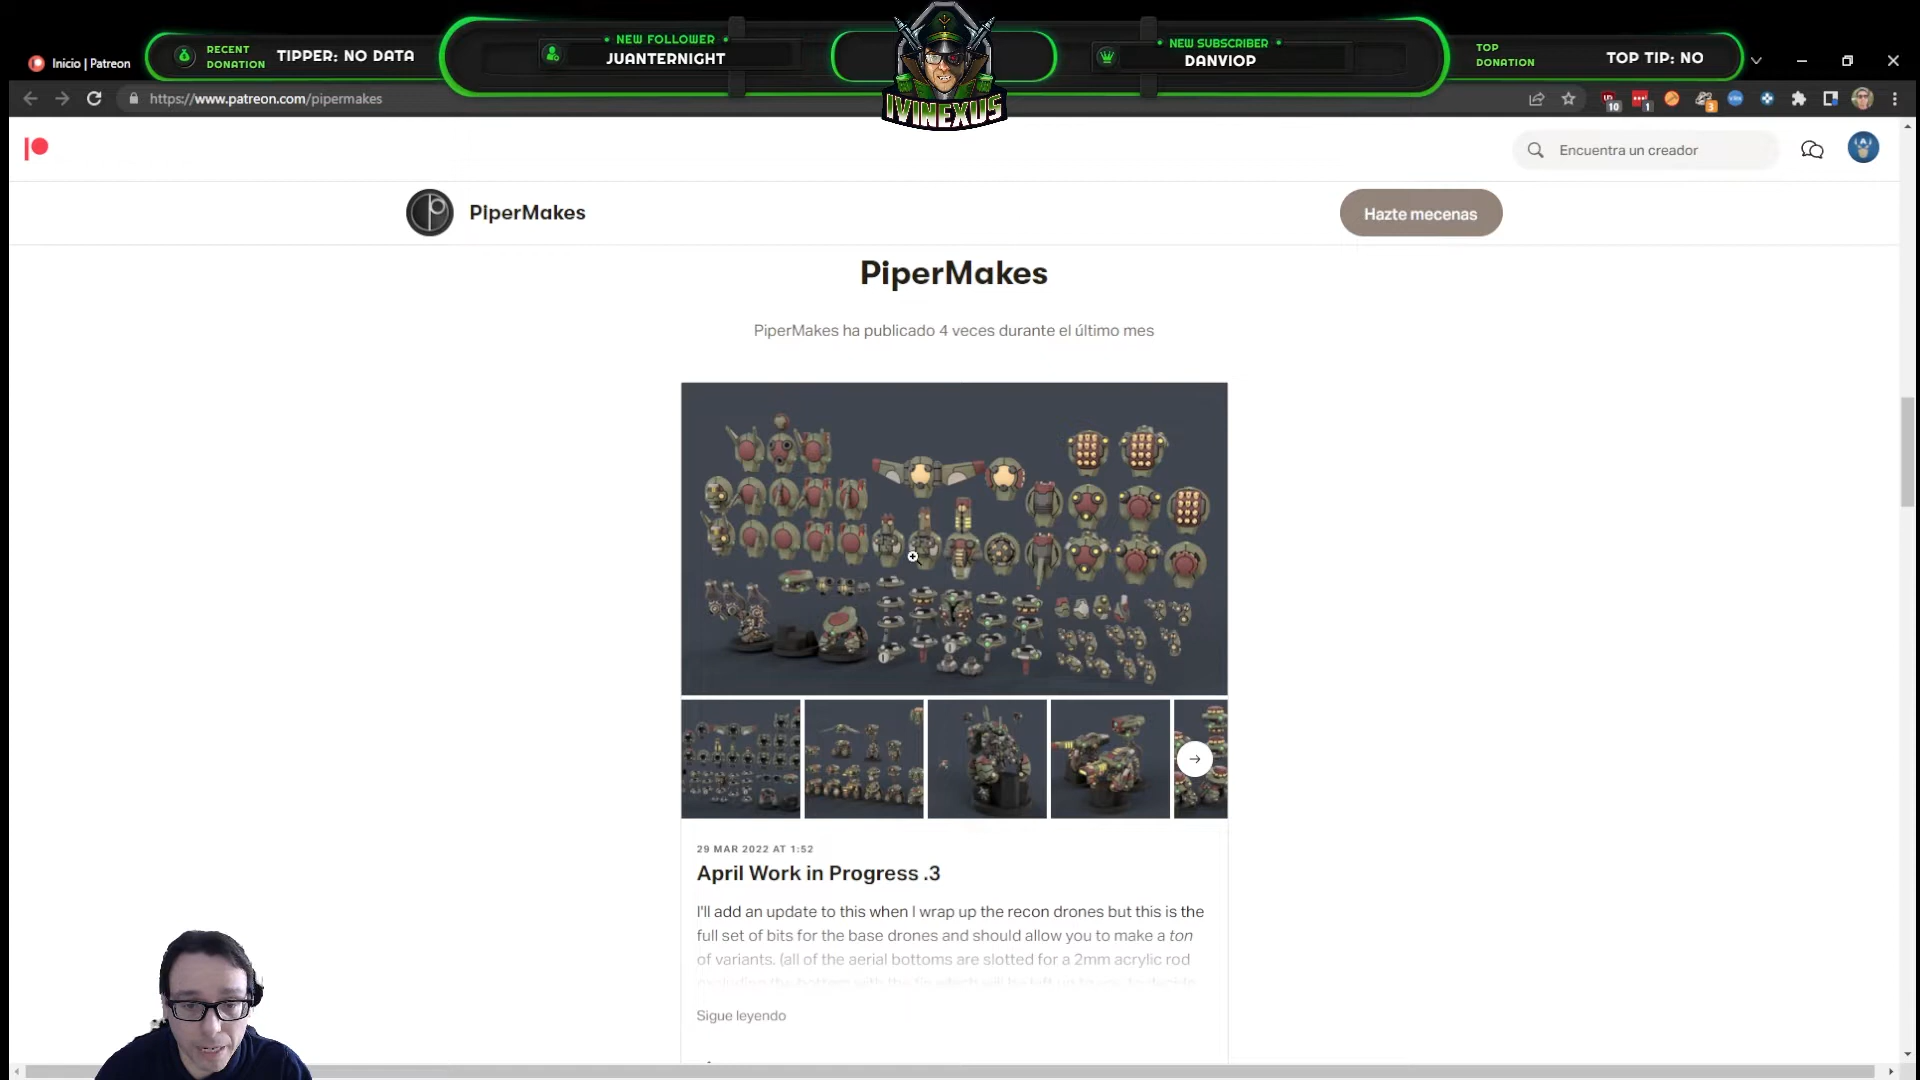 RECENT
DONATION
TIPPER: NO DATA
• NEW FOLLOWER •
JUANTERNIGHT
IVINEXUS
• NEW SUBSCRIBER •
DANVIOP
TOP
DONATION
TOP TIP: NO
Inicio | Patreon
https://www.patreon.com/pipermakes
10
1
3
Encuentra un creador
PiperMakes
Hazte mecenas
PiperMakes
PiperMakes ha publicado 4 veces durante el último mes
29 MAR 2022 AT 1:52
April Work in Progress .3
I'll add an update to this when I wrap up the recon drones but this is the
full set of bits for the base drones and should allow you to make a ton
of variants. (all of the aerial bottoms are slotted for a 2mm acrylic rod
Sigue leyendo